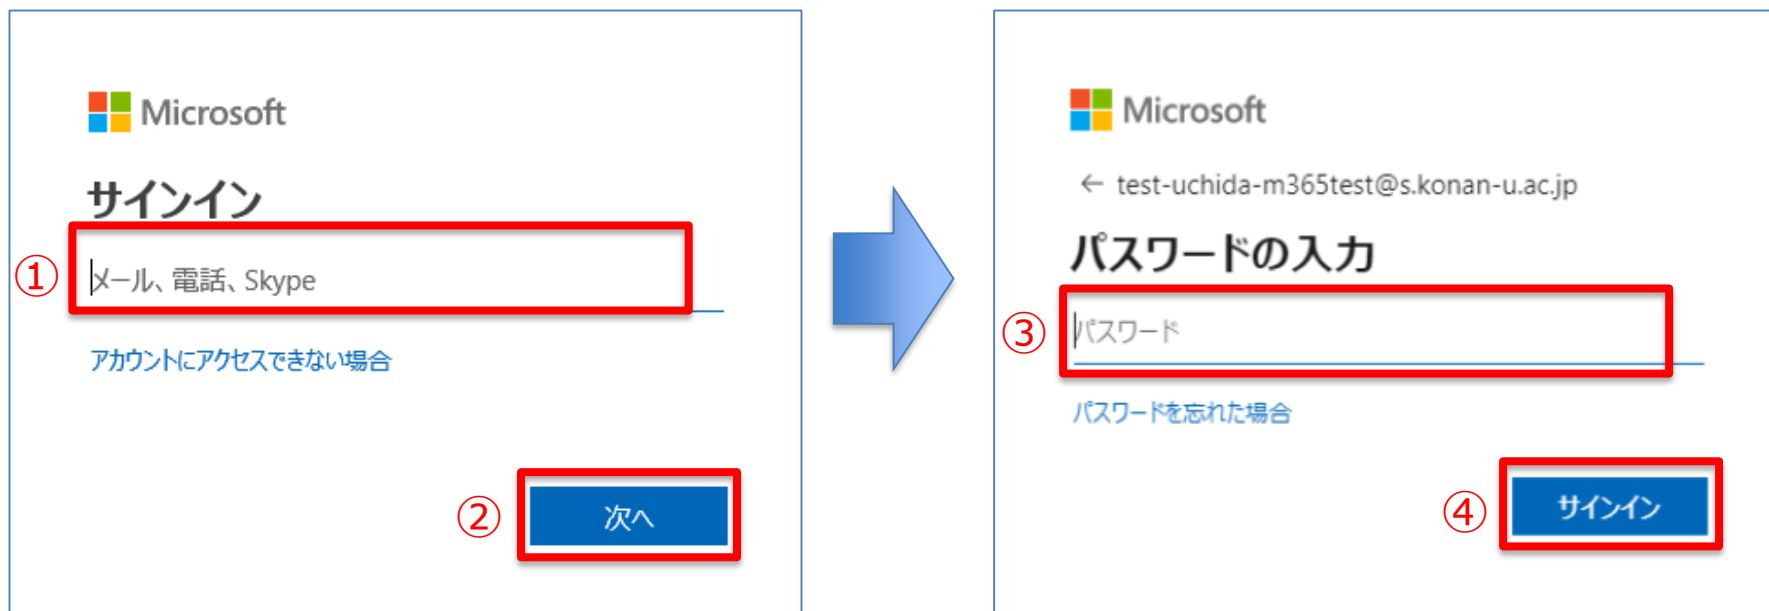 Microsoft
サインイン
①
メール、電話、Skype
アカウントにアクセスできない場合
②
次へ
Microsoft
← test-uchida-m365test@s.konan-u.ac.jp
パスワードの入力
③
パスワード
パスワードを忘れた場合
④
サインイン